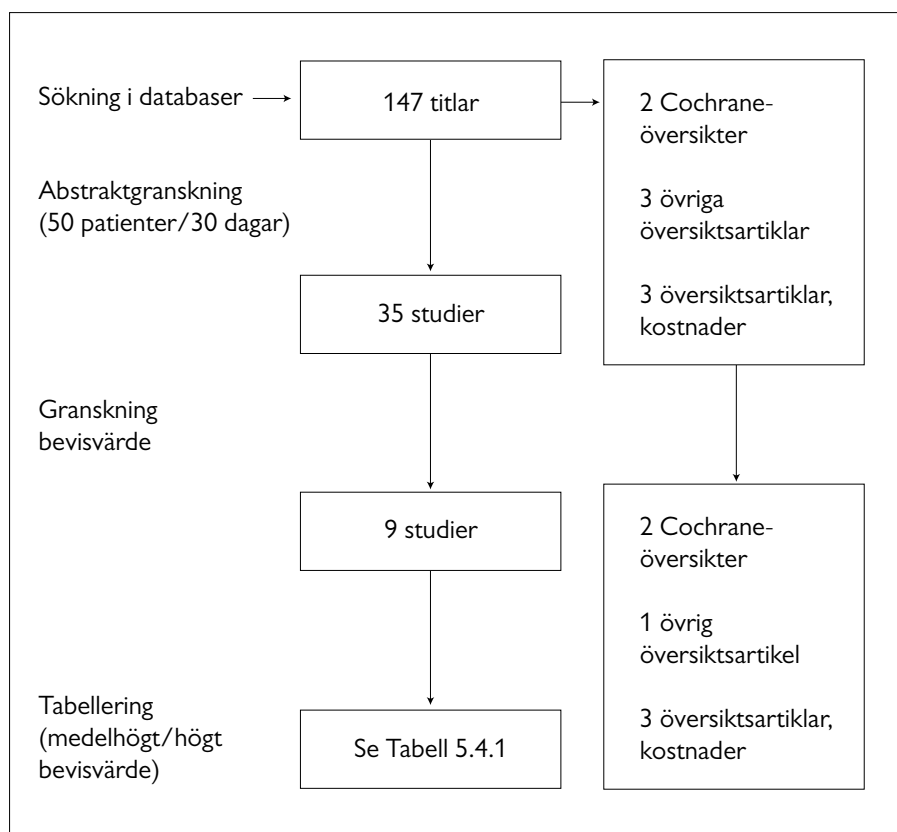 Sökning i databaser
147 titlar
2 Cochrane-
översikter
3 övriga
översiktsartiklar
3 översiktsartiklar,
kostnader
Abstraktgranskning
(50 patienter/30 dagar)
35 studier
Granskning
bevisvärde
9 studier
2 Cochrane-
översikter
1 övrig
översiktsartikel
3 översiktsartiklar,
kostnader
Tabellering
(medelhögt/högt
bevisvärde)
Se Tabell 5.4.1